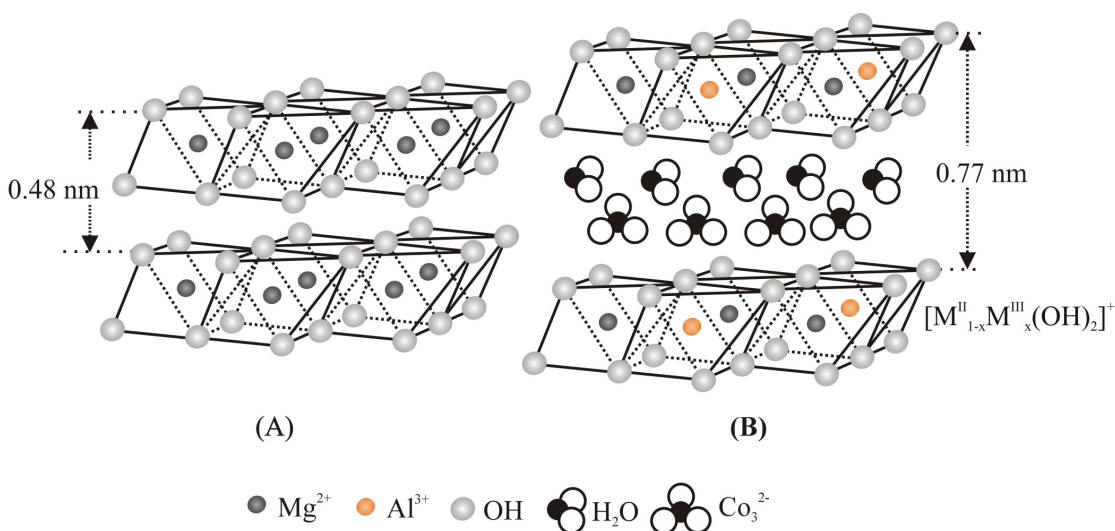 0.48 nm
0.77 nm
[M^II_1-x M^III_x(OH)_2]^+
(A)
(B)
Mg^2+ Al^3+ OH H_2O Co_3^2-